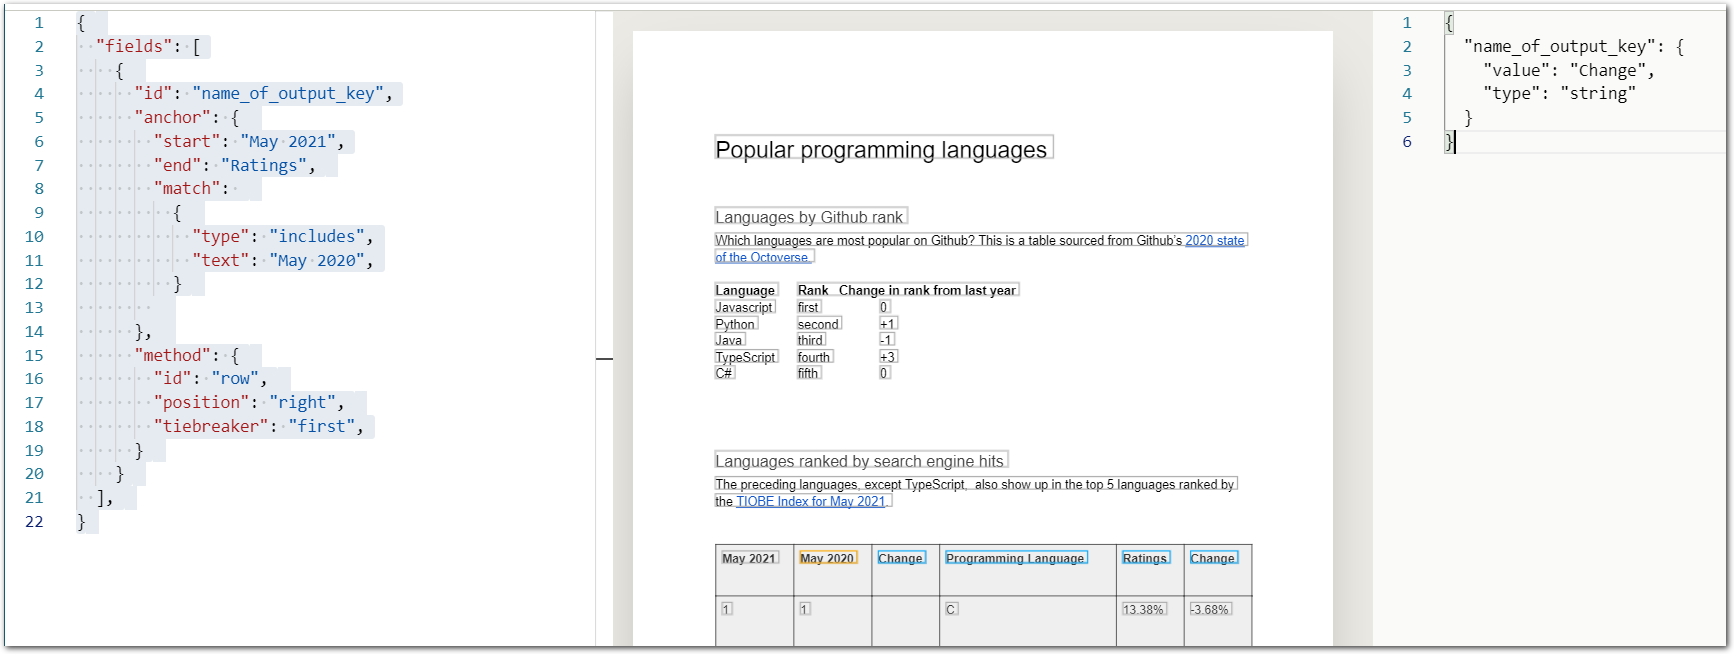 1 {
2 "fields": [
3 {
4 "id": "name_of_output_key",
5 "anchor": {
6 "start": "May 2021",
7 "end": "Ratings",
8 "match":
9 {
10 "type": "includes",
11 "text": "May 2020",
12 }
13
14 },
15 "method": {
16 "id": "row",
17 "position": "right",
18 "tiebreaker": "first",
19 }
20 }
21 ],
22 }
Popular programming languages
Languages by Github rank
Which languages are most popular on Github? This is a table sourced from Github's 2020 state
of the Octoverse.
Language Rank Change in rank from last year
Javascript first 0
Python second +1
Java third -1
TypeScript fourth +3
C# fifth 0
Languages ranked by search engine hits
The preceding languages, except TypeScript, also show up in the top 5 languages ranked by
the TIOBE Index for May 2021.
May 2021 May 2020 Change Programming Language Ratings Change
1 1 C 13.38% -3.68%
1 {
2 "name_of_output_key": {
3 "value": "Change",
4 "type": "string"
5 }
6 }